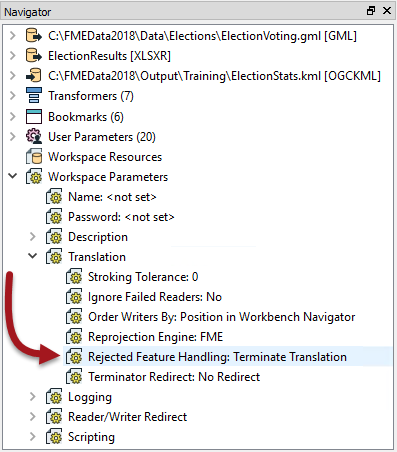 Navigator
C:\FMEData2018\Data\Elections\ElectionVoting.gml [GML]
ElectionResults [XLSXR]
C:\FMEData2018\Output\Training\ElectionStats.kml [OGCKML]
Transformers (7)
Bookmarks (6)
User Parameters (20)
Workspace Resources
Workspace Parameters
Name: <not set>
Password: <not set>
Description
Translation
Stroking Tolerance: 0
Ignore Failed Readers: No
Order Writers By: Position in Workbench Navigator
Reprojection Engine: FME
Rejected Feature Handling: Terminate Translation
Terminator Redirect: No Redirect
Logging
Reader/Writer Redirect
Scripting